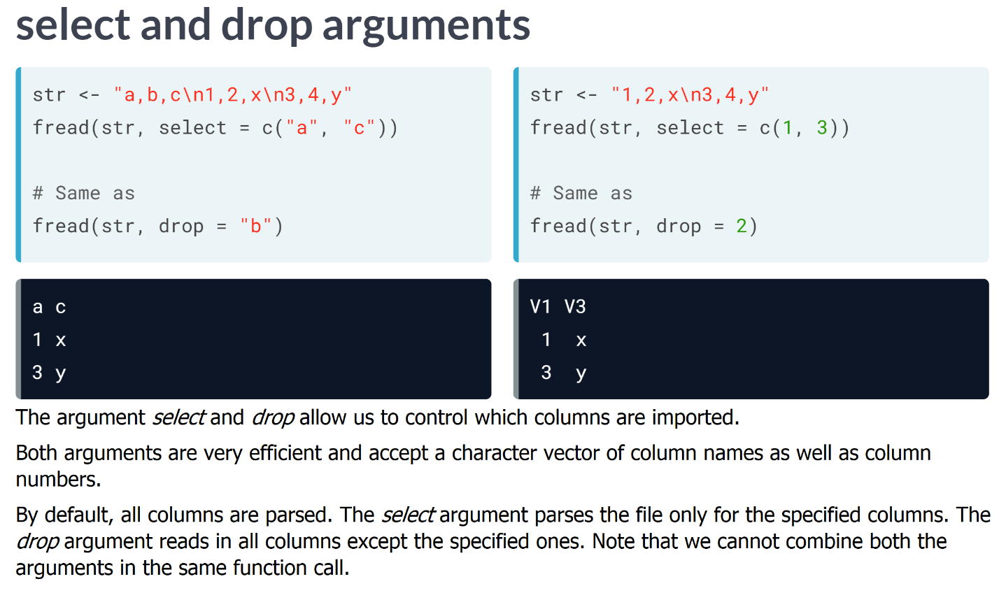 select and drop arguments
str <- "a,b,c\n1,2,x\n3,4,y"
fread(str, select = c("a", "c"))
# Same as
fread(str, drop = "b")
str <- "1,2,x\n3,4,y"
fread(str, select = c(1, 3))
# Same as
fread(str, drop = 2)
a c
1 x
3 y
V1 V3
1 x
3 y
The argument select and drop allow us to control which columns are imported.
Both arguments are very efficient and accept a character vector of column names as well as column
numbers.
By default, all columns are parsed. The select argument parses the file only for the specified columns. The
drop argument reads in all columns except the specified ones. Note that we cannot combine both the
arguments in the same function call.